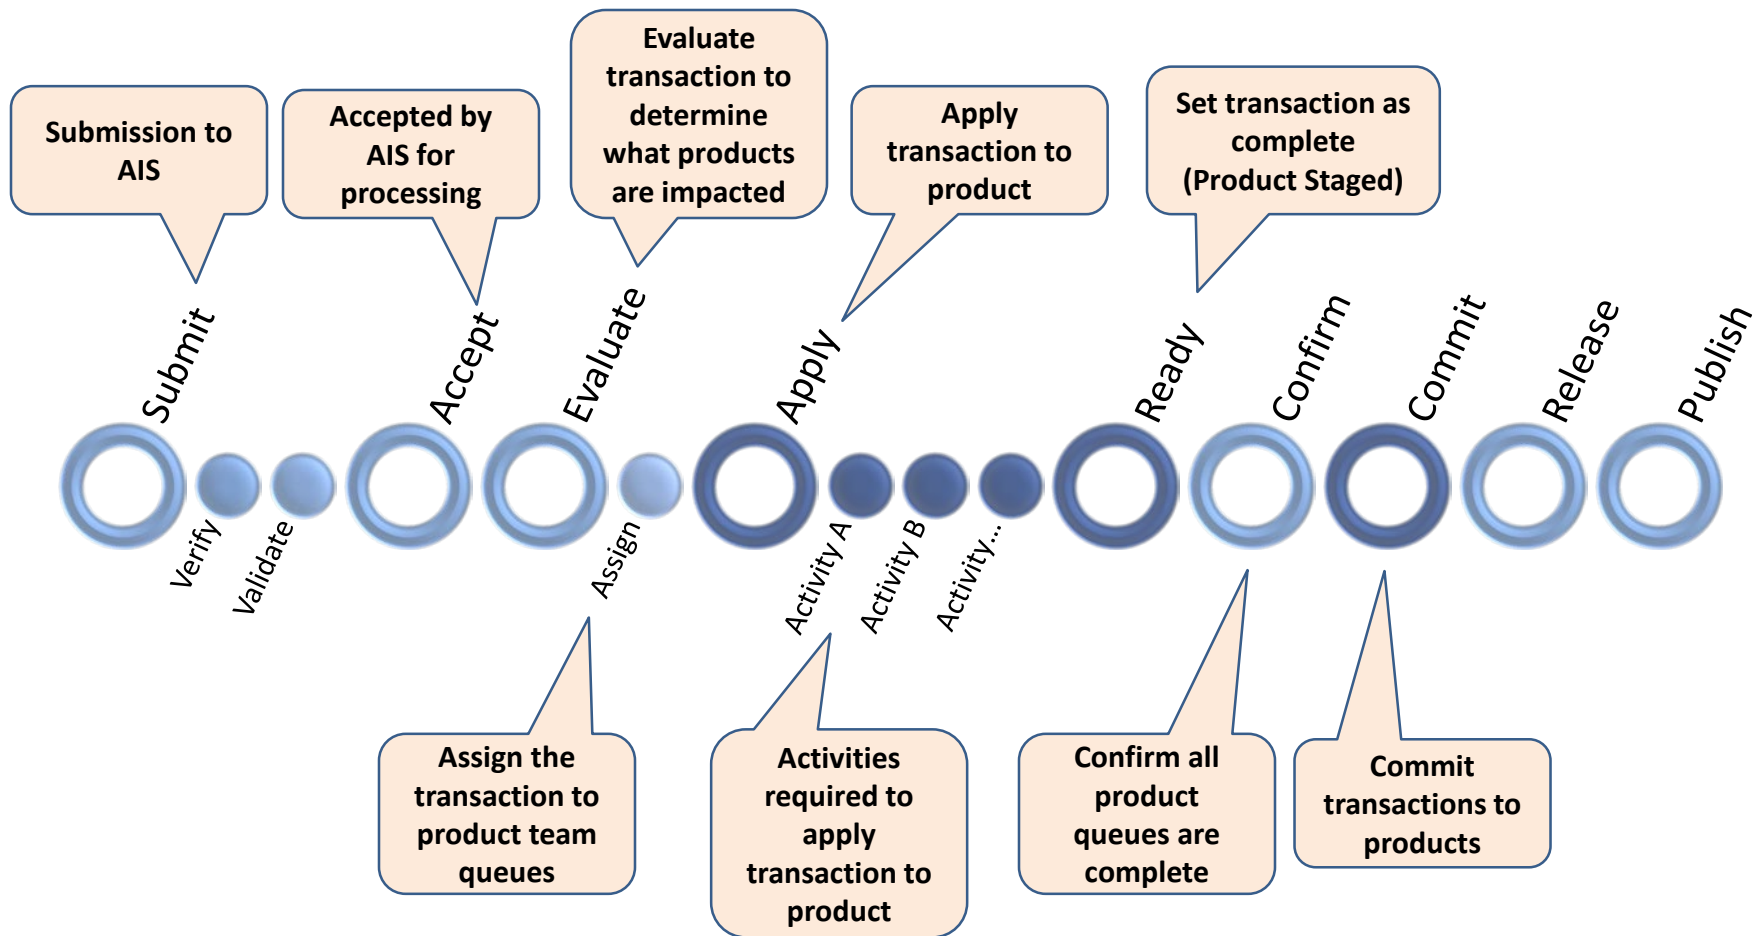 Submission to
AIS
Accepted by
AIS for
processing
Evaluate
transaction to
determine
what products
are impacted
Apply
transaction to
product
Set transaction as
complete
(Product Staged)
Submit
Verify
Validate
Accept
Evaluate
Assign
Apply
Activity A
Activity B
Activity...
Ready
Confirm
Commit
Release
Publish
Assign the
transaction to
product team
queues
Activities
required to
apply
transaction to
product
Confirm all
product
queues are
complete
Commit
transactions to
products